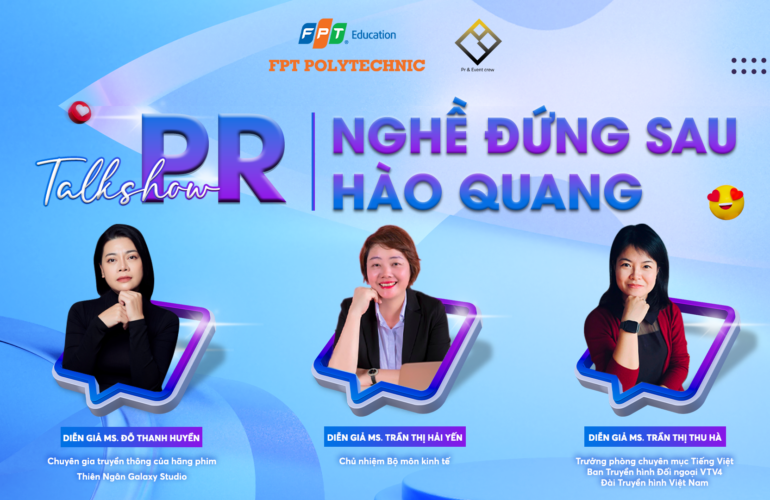 FPT Education
FPT POLYTECHNIC
Pr & Event crew
Talkshow PR
NGHỀ ĐỨNG SAU
HÀO QUANG
DIỄN GIẢ MS. ĐỖ THANH HUYỀN
Chuyên gia truyền thông của hãng phim
Thiên Ngân Galaxy Studio
DIỄN GIẢ MS. TRẦN THỊ HẢI YẾN
Chủ nhiệm Bộ môn kinh tế
DIỄN GIẢ MS. TRẦN THỊ THU HÀ
Trưởng phòng chuyên mục Tiếng Việt
Ban Truyền hình Đối ngoại VTV4
Đài Truyền hình Việt Nam